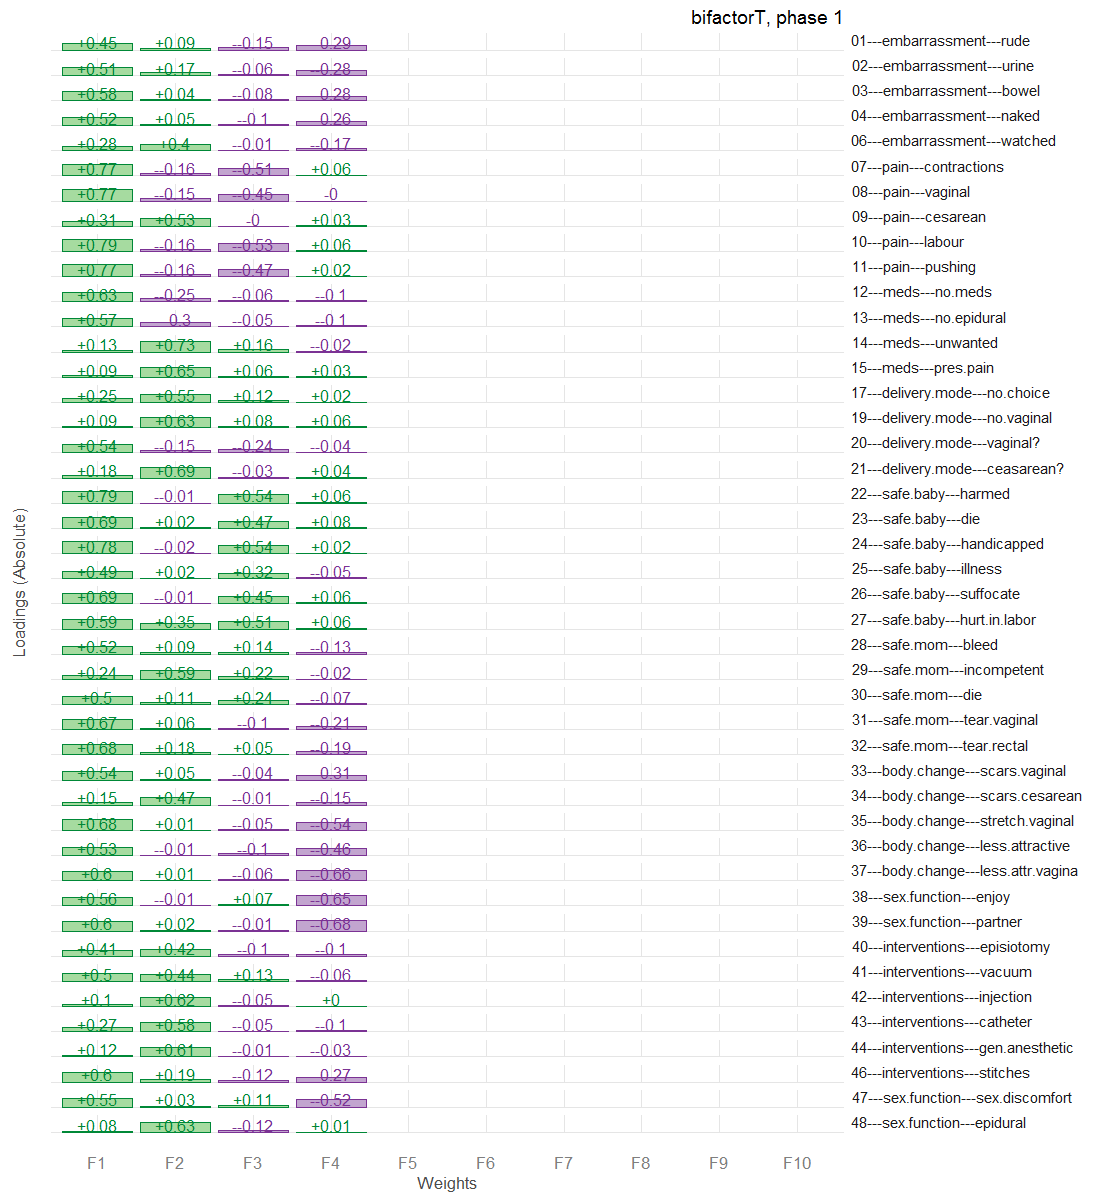 bifactorT, phase 1
+0.45 +0.09 --0.15 --0.29 01---embarrassment---rude
+0.51 +0.17 --0.06 --0.28 02---embarrassment---urine
+0.58 +0.04 --0.08 --0.28 03---embarrassment---bowel
+0.52 +0.05 --0.1 --0.26 04---embarrassment---naked
+0.28 +0.4 --0.01 --0.17 06---embarrassment---watched
+0.77 --0.16 --0.51 +0.06 07---pain---contractions
+0.77 --0.15 --0.45 -0 08---pain---vaginal
+0.31 +0.53 -0 +0.03 09---pain---cesarean
+0.79 --0.16 --0.53 +0.06 10---pain---labour
+0.77 --0.16 --0.47 +0.02 11---pain---pushing
+0.63 --0.25 --0.06 --0.1 12---meds---no.meds
+0.57 --0.3 --0.05 --0.1 13---meds---no.epidural
+0.13 +0.73 +0.16 --0.02 14---meds---unwanted
+0.09 +0.65 +0.06 +0.03 15---meds---pres.pain
+0.25 +0.55 +0.12 +0.02 17---delivery.mode---no.choice
+0.09 +0.63 +0.08 +0.06 19---delivery.mode---no.vaginal
+0.54 --0.15 --0.24 --0.04 20---delivery.mode---vaginal?
+0.18 +0.69 --0.03 +0.04 21---delivery.mode---ceasarean?
+0.79 --0.01 +0.54 +0.06 22---safe.baby---harmed
+0.69 +0.02 +0.47 +0.08 23---safe.baby---die
+0.78 --0.02 +0.54 +0.02 24---safe.baby---handicapped
+0.49 +0.02 +0.32 --0.05 25---safe.baby---illness
+0.69 --0.01 +0.45 +0.06 26---safe.baby---suffocate
+0.59 +0.35 +0.51 +0.06 27---safe.baby---hurt.in.labor
+0.52 +0.09 +0.14 --0.13 28---safe.mom---bleed
+0.24 +0.59 +0.22 --0.02 29---safe.mom---incompetent
+0.5 +0.11 +0.24 --0.07 30---safe.mom---die
+0.67 +0.06 --0.1 --0.21 31---safe.mom---tear.vaginal
+0.68 +0.18 +0.05 --0.19 32---safe.mom---tear.rectal
+0.54 +0.05 --0.04 --0.31 33---body.change---scars.vaginal
+0.15 +0.47 --0.01 --0.15 34---body.change---scars.cesarean
+0.68 +0.01 --0.05 --0.54 35---body.change---stretch.vaginal
+0.53 --0.01 --0.1 --0.46 36---body.change---less.attractive
+0.6 +0.01 --0.06 --0.66 37---body.change---less.attr.vagina
+0.56 --0.01 +0.07 --0.65 38---sex.function---enjoy
+0.6 +0.02 --0.01 --0.68 39---sex.function---partner
+0.41 +0.42 --0.1 --0.1 40---interventions---episiotomy
+0.5 +0.44 +0.13 --0.06 41---interventions---vacuum
+0.1 +0.62 --0.05 +0 42---interventions---injection
+0.27 +0.58 --0.05 --0.1 43---interventions---catheter
+0.12 +0.61 --0.01 --0.03 44---interventions---gen.anesthetic
+0.6 +0.19 --0.12 --0.27 46---interventions---stitches
+0.55 +0.03 +0.11 --0.52 47---sex.function---sex.discomfort
+0.08 +0.63 --0.12 +0.01 48---sex.function---epidural
F1 F2 F3 F4 F5 F6 F7 F8 F9 F10
Weights
Loadings (Absolute)